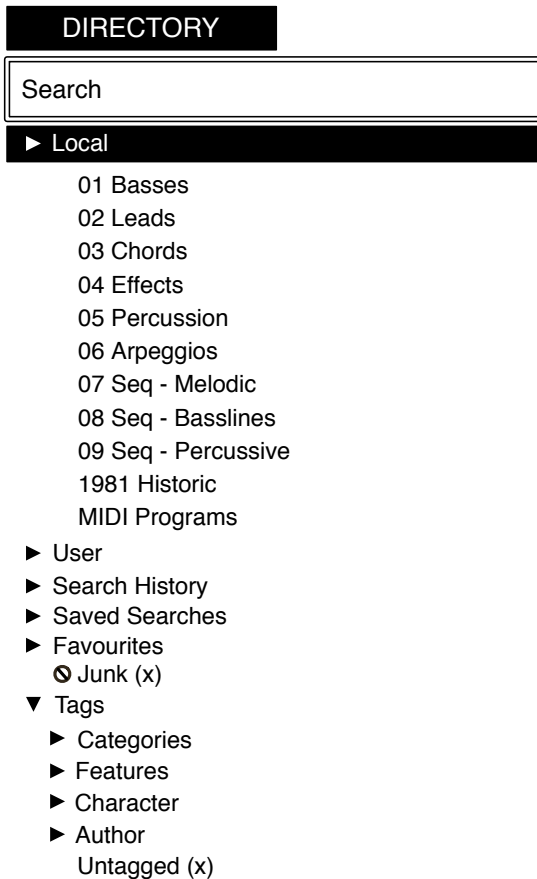 DIRECTORY
Search
► Local
01 Basses
02 Leads
03 Chords
04 Effects
05 Percussion
06 Arpeggios
07 Seq - Melodic
08 Seq - Basslines
09 Seq - Percussive
1981 Historic
MIDI Programs
► User
► Search History
► Saved Searches
► Favourites
🛇 Junk (x)
▼ Tags
► Categories
► Features
► Character
► Author
Untagged (x)